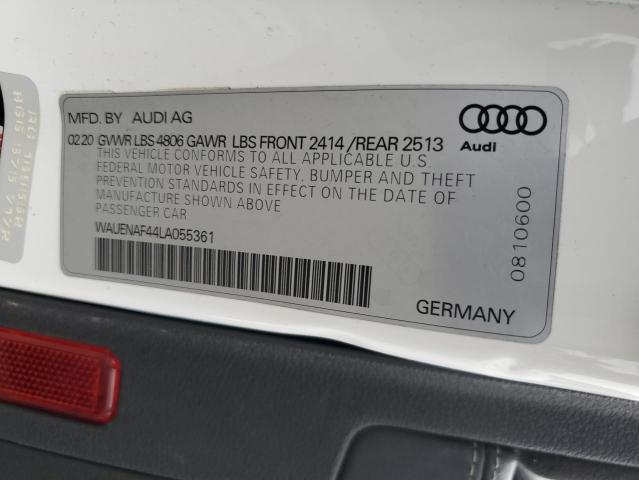 MFD. BY AUDI AG
02.20 GVWR LBS 4806 GAWR LBS FRONT 2414 /REAR 2513
THIS VEHICLE CONFORMS TO ALL APPLICABLE U.S.
FEDERAL MOTOR VEHICLE SAFETY, BUMPER AND THEFT
PREVENTION STANDARDS IN EFFECT ON THE DATE OF
MANUFACTURE SHOWN ABOVE
PASSENGER CAR
WAUENAF44LA055361
Audi
0810600
GERMANY